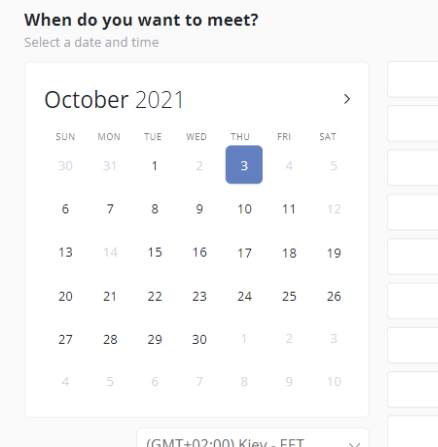 When do you want to meet?
Select a date and time
October 2021
SUN MON TUE WED THU FRI SAT
30 31 1 2 3 4 5
6 7 8 9 10 11 12
13 14 15 16 17 18 19
20 21 22 23 24 25 26
27 28 29 30 1 2 3
4 5 6 7 8 9 10
(GMT+02:00) Kiev - EET